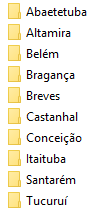 Abaetetuba
Altamira
Belém
Bragança
Breves
Castanhal
Conceição
Itaituba
Santarém
Tucuruí